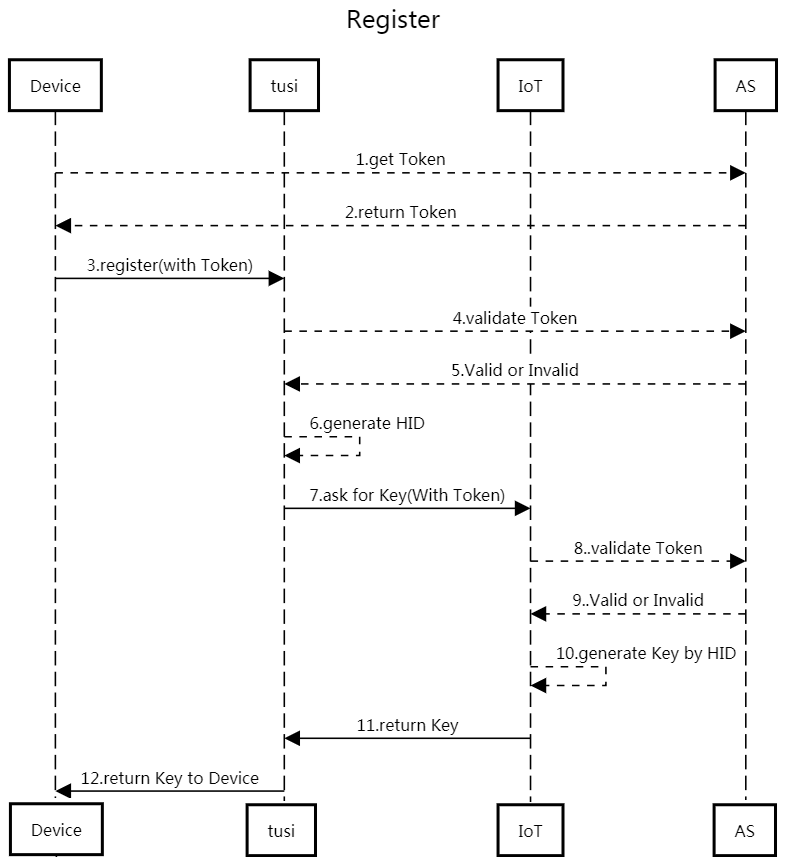 Register
Device
tusi
IoT
AS
1.get Token
2.return Token
3.register(with Token)
4.validate Token
5.Valid or Invalid
6.generate HID
7.ask for Key(With Token)
8..validate Token
9..Valid or Invalid
10.generate Key by HID
11.return Key
12.return Key to Device
Device
tusi
IoT
AS